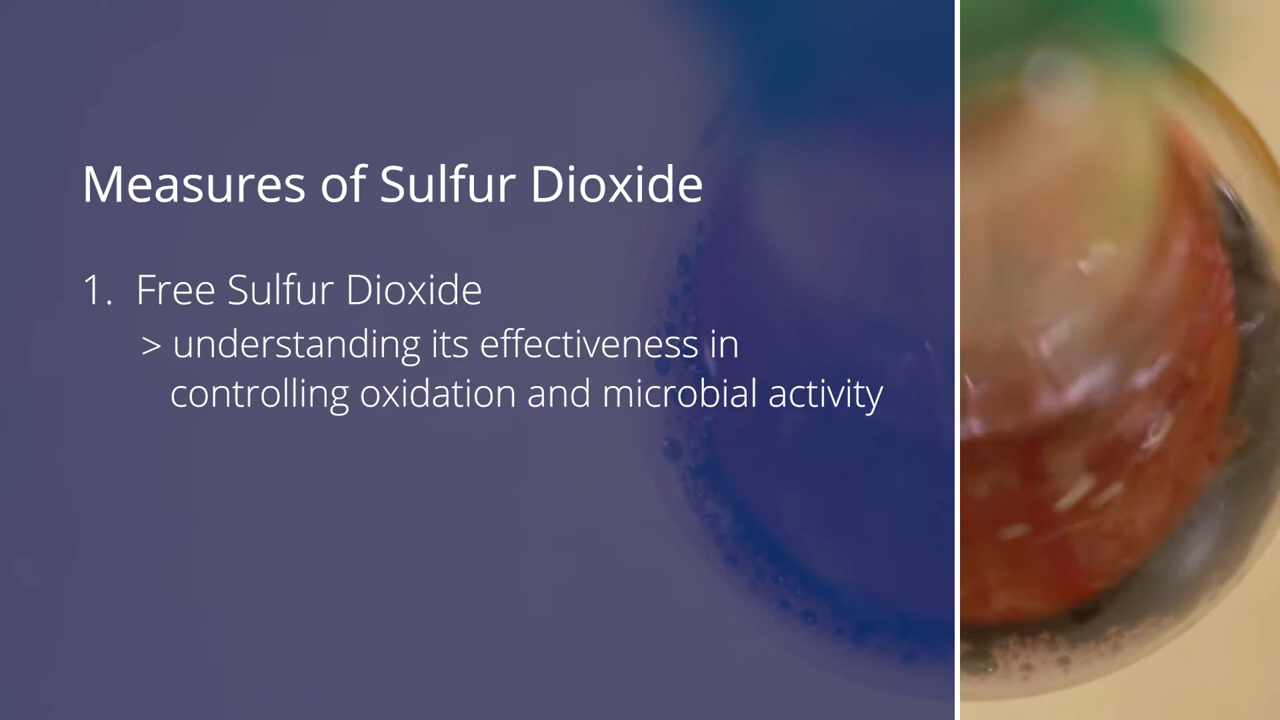 Measures of Sulfur Dioxide
1. Free Sulfur Dioxide
> understanding its effectiveness in
controlling oxidation and microbial activity